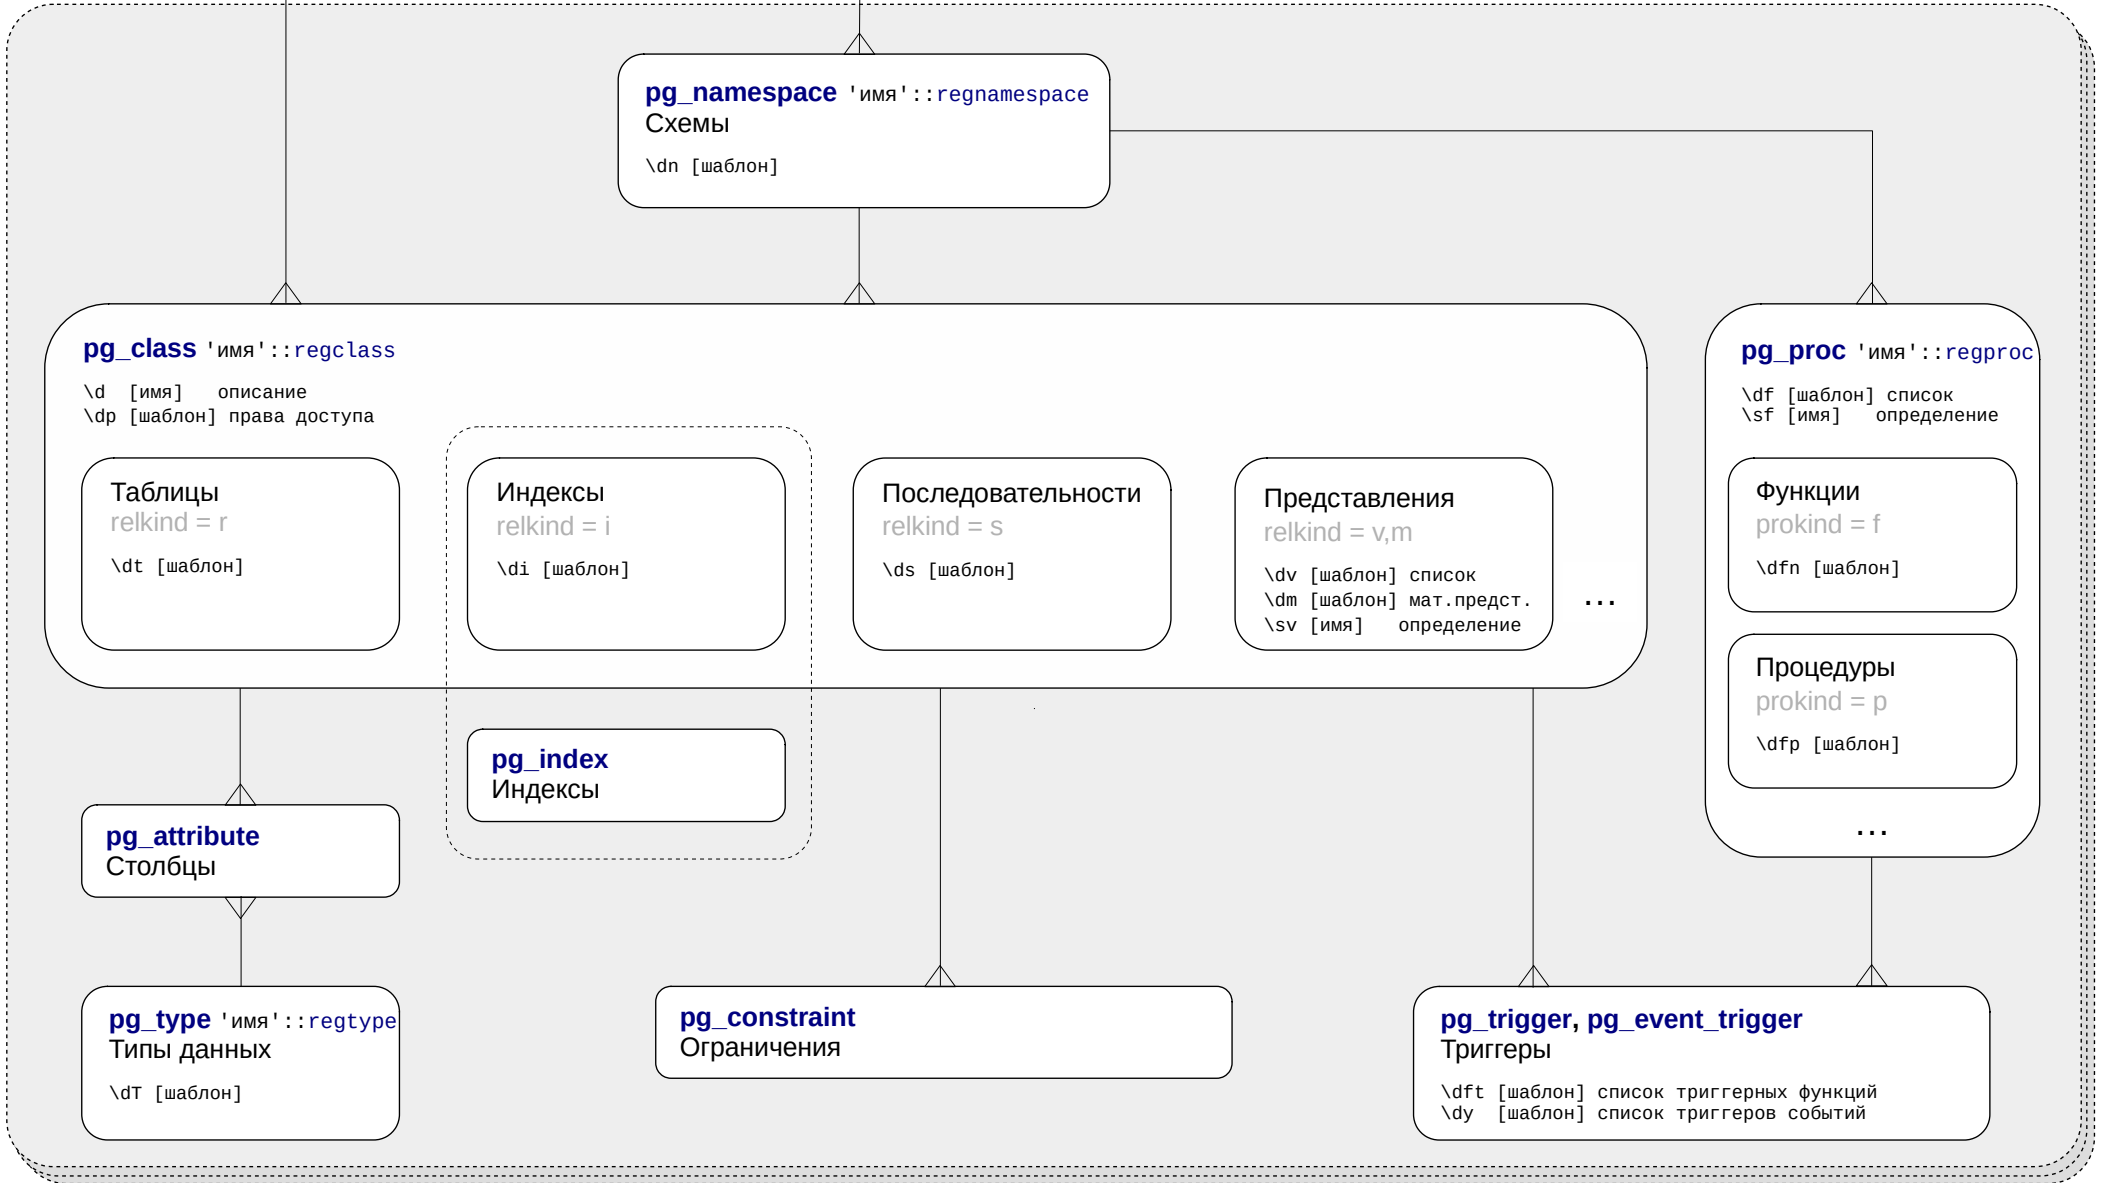 pg_namespace 'имя'::regnamespace
Схемы
\dn [шаблон]
pg_class 'имя'::regclass
\d  [имя]   описание
\dp [шаблон] права доступа
Таблицы
relkind = r
\dt [шаблон]
Индексы
relkind = i
\di [шаблон]
Последовательности
relkind = s
\ds [шаблон]
Представления
relkind = v,m
\dv [шаблон] список
\dm [шаблон] мат.предст.
\sv [имя]   определение
...
pg_proc 'имя'::regproc
\df [шаблон] список
\sf [имя]   определение
Функции
prokind = f
\dfn [шаблон]
Процедуры
prokind = p
\dfp [шаблон]
...
pg_index
Индексы
pg_attribute
Столбцы
pg_type 'имя'::regtype
Типы данных
\dT [шаблон]
pg_constraint
Ограничения
pg_trigger, pg_event_trigger
Триггеры
\dft [шаблон] список триггерных функций
\dy  [шаблон] список триггеров событий